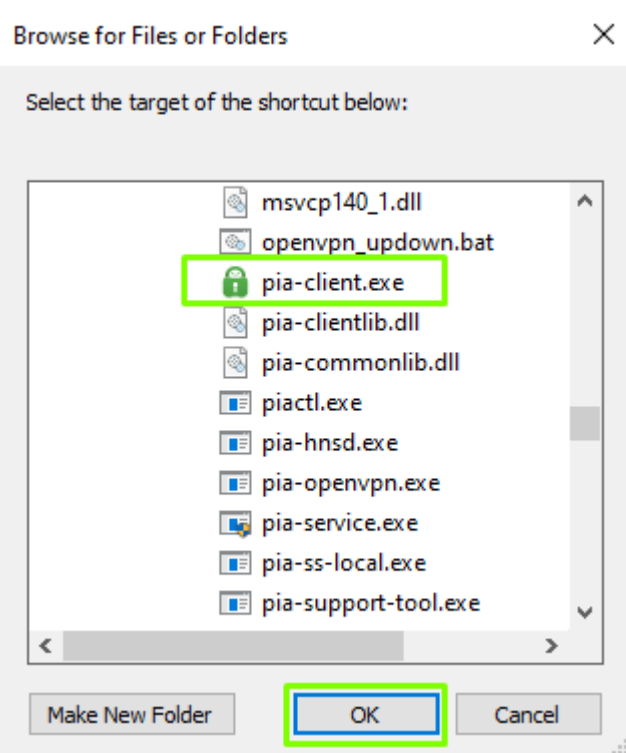 Browse for Files or Folders
Select the target of the shortcut below:
msvcp140_1.dll
openvpn_updown.bat
pia-client.exe
pia-clientlib.dll
pia-commonlib.dll
piactl.exe
pia-hnsd.exe
pia-openvpn.exe
pia-service.exe
pia-ss-local.exe
pia-support-tool.exe
Make New Folder
OK
Cancel